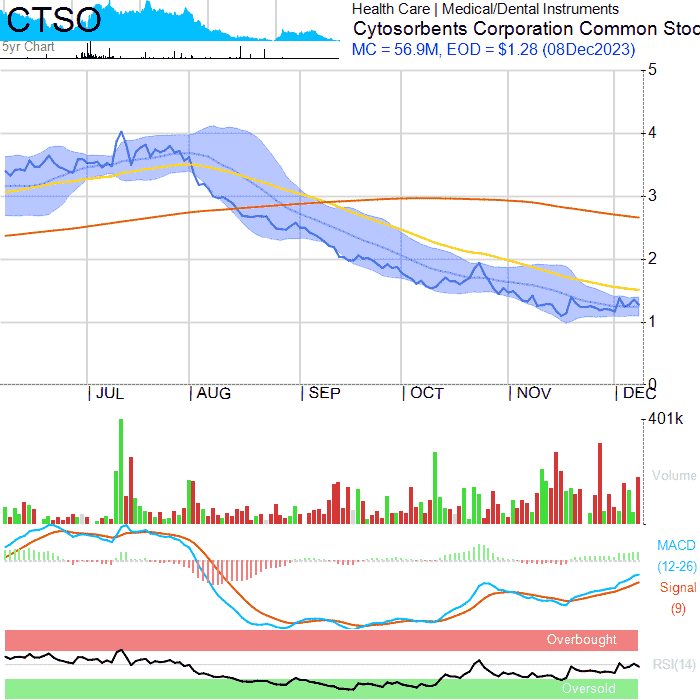 CTSO
5yr Chart
Health Care | Medical/Dental Instruments
Cytosorbents Corporation Common Stoc
MC = 56.9M, EOD = $1.28 (08Dec2023)
5
4
3
2
1
0
JUL AUG SEP OCT NOV DEC
401k
Volume
MACD
(12-26)
Signal
(9)
Overbought
RSI(14)
Oversold